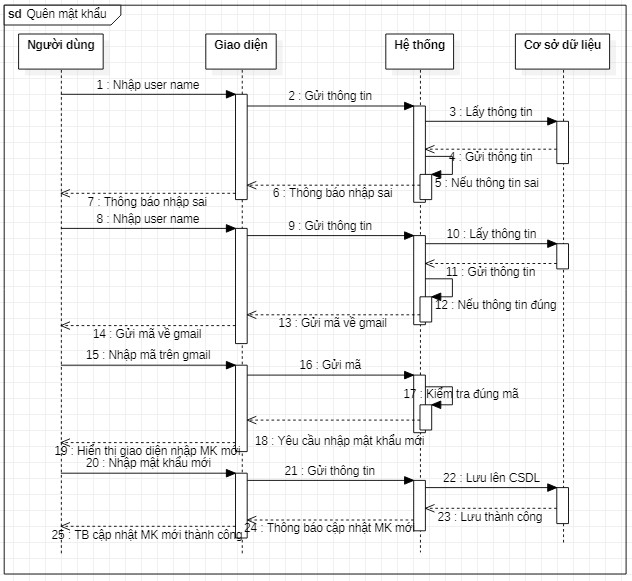 sd Quên mật khẩu
Người dùng
Giao diện
Hệ thống
Cơ sở dữ liệu
1 : Nhập user name
2 : Gửi thông tin
3 : Lấy thông tin
4 : Gửi thông tin
5 : Nếu thông tin sai
6 : Thông báo nhập sai
7 : Thông báo nhập sai
8 : Nhập user name
9 : Gửi thông tin
10 : Lấy thông tin
11 : Gửi thông tin
12 : Nếu thông tin đúng
13 : Gửi mã về gmail
14 : Gửi mã về gmail
15 : Nhập mã trên gmail
16 : Gửi mã
17 : Kiểm tra đúng mã
18 : Yêu cầu nhập mật khẩu mới
19 : Hiển thị giao diện nhập MK mới
20 : Nhập mật khẩu mới
21 : Gửi thông tin
22 : Lưu lên CSDL
23 : Lưu thành công
24 : Thông báo cập nhật MK mới
25 : TB cập nhật MK mới thành công